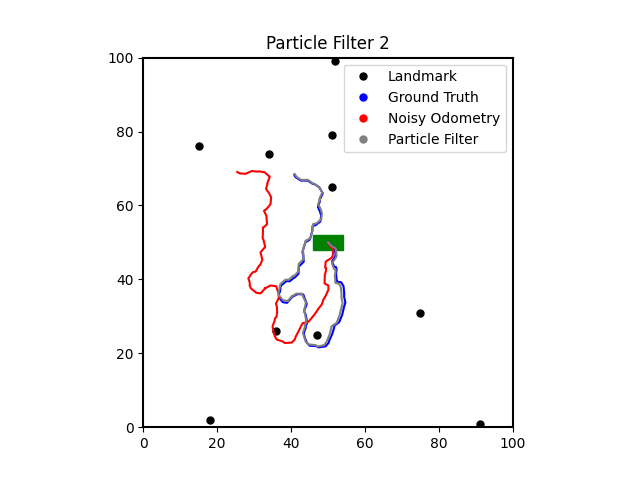 Particle Filter 2
100
80
60
40
20
0
0 20 40 60 80 100
Landmark
Ground Truth
Noisy Odometry
Particle Filter